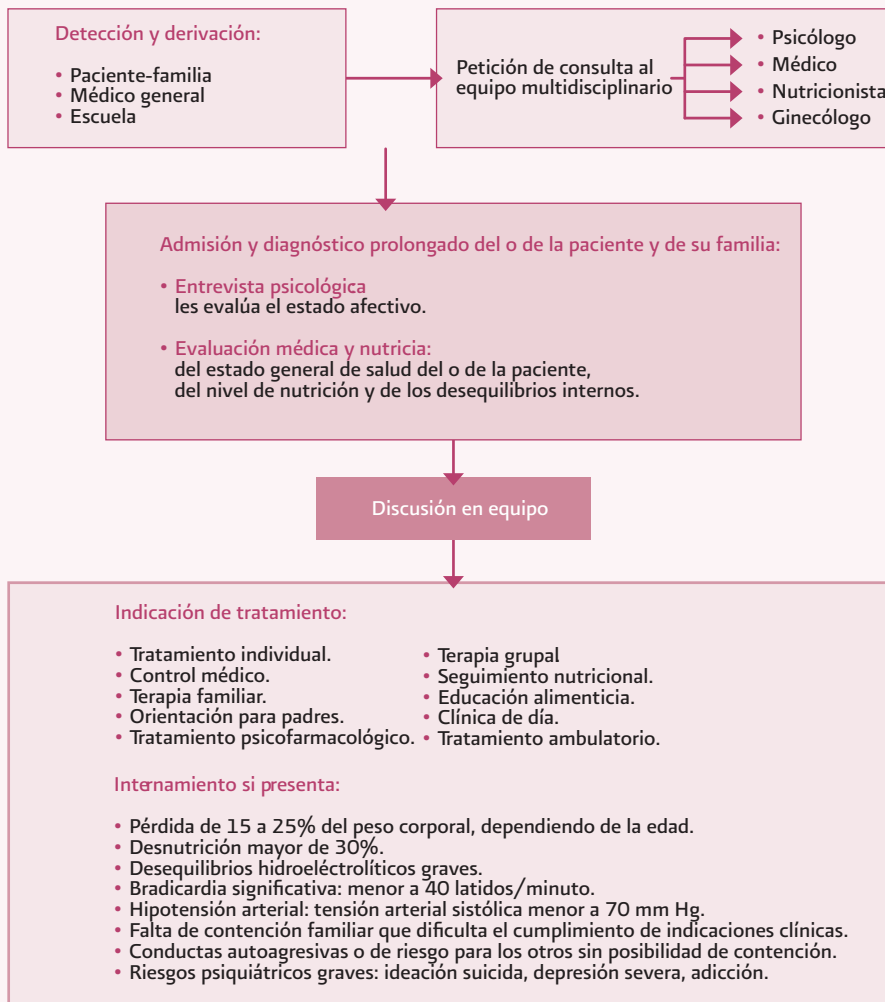 Detección y derivación:
• Paciente-familia
• Médico general
• Escuela
Petición de consulta al
equipo multidisciplinario
• Psicólogo
• Médico
• Nutricionista
• Ginecólogo
Admisión y diagnóstico prolongado del o de la paciente y de su familia:
• Entrevista psicológica
les evalúa el estado afectivo.
• Evaluación médica y nutricia:
del estado general de salud del o de la paciente,
del nivel de nutrición y de los desequilibrios internos.
Discusión en equipo
Indicación de tratamiento:
• Tratamiento individual.
• Control médico.
• Terapia familiar.
• Orientación para padres.
• Tratamiento psicofarmacológico.
• Terapia grupal
• Seguimiento nutricional.
• Educación alimenticia.
• Clínica de día.
• Tratamiento ambulatorio.
Internamiento si presenta:
• Pérdida de 15 a 25% del peso corporal, dependiendo de la edad.
• Desnutrición mayor de 30%.
• Desequilibrios hidroeléctrolíticos graves.
• Bradicardia significativa: menor a 40 latidos/minuto.
• Hipotensión arterial: tensión arterial sistólica menor a 70 mm Hg.
• Falta de contención familiar que dificulta el cumplimiento de indicaciones clínicas.
• Conductas autoagresivas o de riesgo para los otros sin posibilidad de contención.
• Riesgos psiquiátricos graves: ideación suicida, depresión severa, adicción.